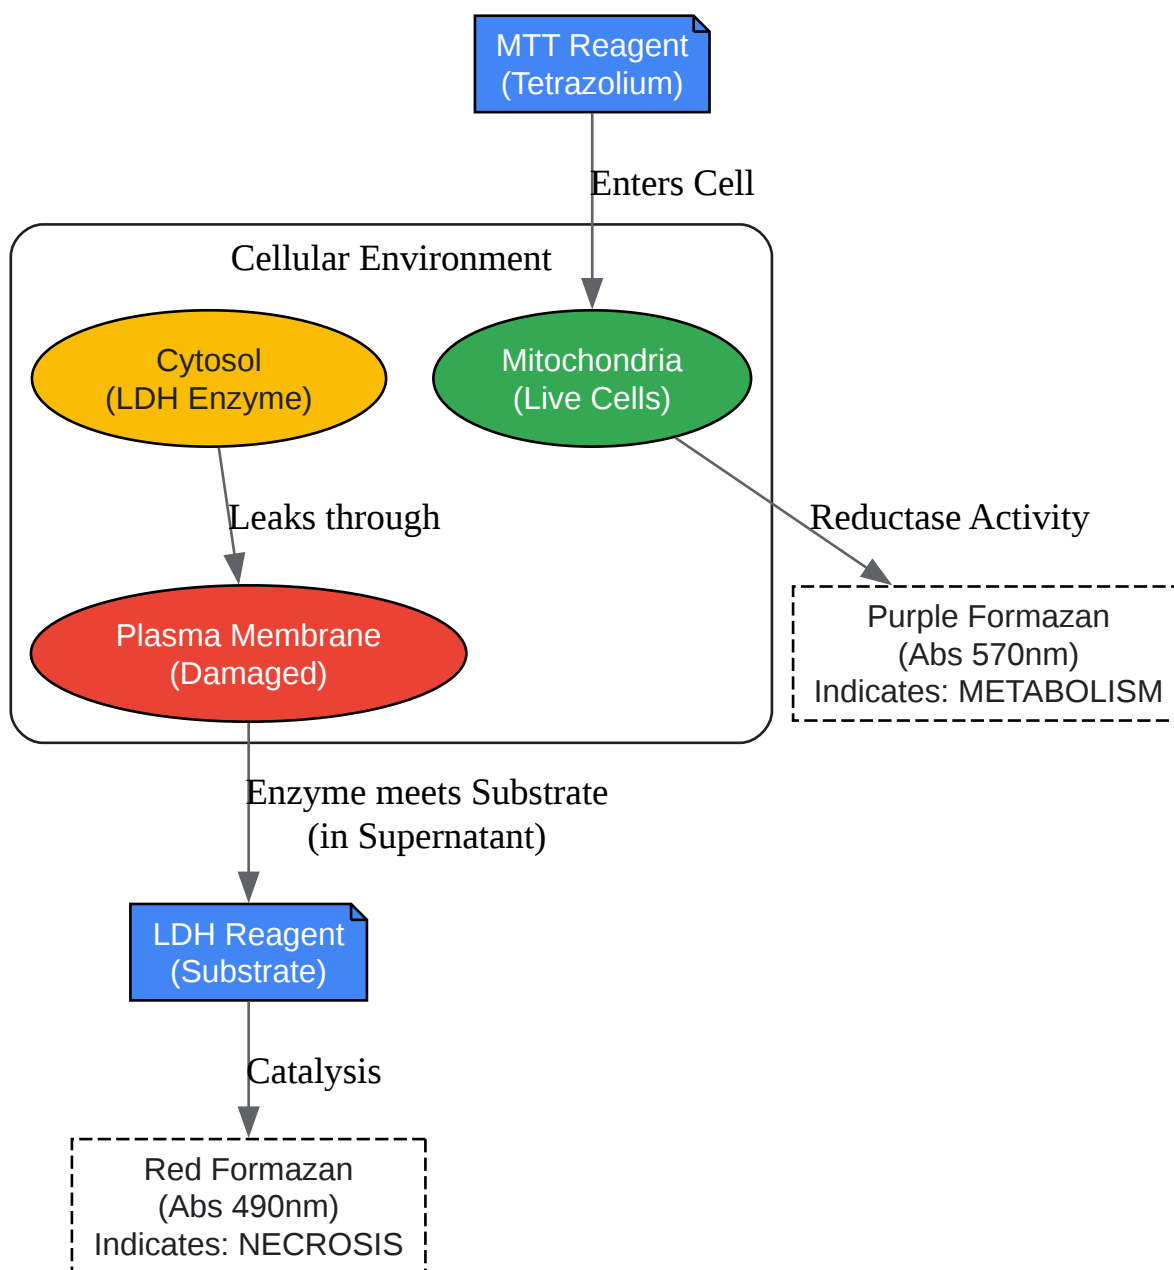 MTT Reagent
(Tetrazolium)
Enters Cell
Cellular Environment
Cytosol
(LDH Enzyme)
Mitochondria
(Live Cells)
Leaks through
Reductase Activity
Plasma Membrane
(Damaged)
Purple Formazan
(Abs 570nm)
Indicates: METABOLISM
Enzyme meets Substrate
(in Supernatant)
LDH Reagent
(Substrate)
Catalysis
Red Formazan
(Abs 490nm)
Indicates: NECROSIS